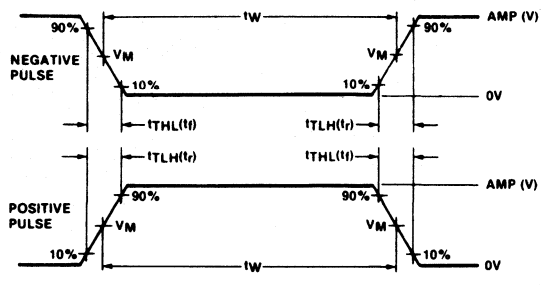 tW
AMP (V)
90%
90%
VM
VM
NEGATIVE
PULSE
10%
10%
0V
tTHL(tf)
tTLH(tr)
tTLH(tr)
tTHL(tf)
AMP (V)
90%
90%
POSITIVE
PULSE
VM
VM
10%
10%
tW
0V